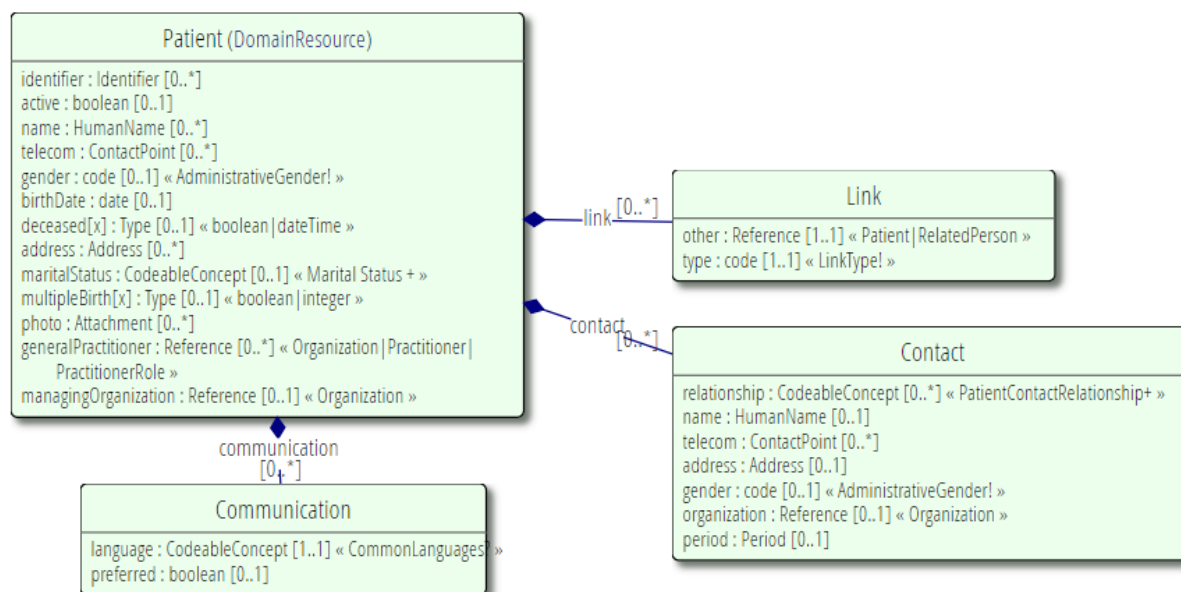 Patient (DomainResource)
identifier : Identifier [0..*]
active : boolean [0..1]
name : HumanName [0..*]
telecom : ContactPoint [0..*]
gender : code [0..1] « AdministrativeGender! »
birthDate : date [0..1]
deceased[x] : Type [0..1] « boolean|dateTime »
address : Address [0..*]
maritalStatus : CodeableConcept [0..1] « Marital Status + »
multipleBirth[x] : Type [0..1] « boolean|integer »
photo : Attachment [0..*]
generalPractitioner : Reference [0..*] « Organization|Practitioner|
PractitionerRole »
managingOrganization : Reference [0..1] « Organization »
link [0..*]
Link
other : Reference [1..1] « Patient|RelatedPerson »
type : code [1..1] « LinkType! »
contact
[0..*]
Contact
relationship : CodeableConcept [0..*] « PatientContactRelationship+ »
name : HumanName [0..1]
telecom : ContactPoint [0..*]
address : Address [0..1]
gender : code [0..1] « AdministrativeGender! »
organization : Reference [0..1] « Organization »
period : Period [0..1]
communication
[0..*]
Communication
language : CodeableConcept [1..1] « CommonLanguages »
preferred : boolean [0..1]